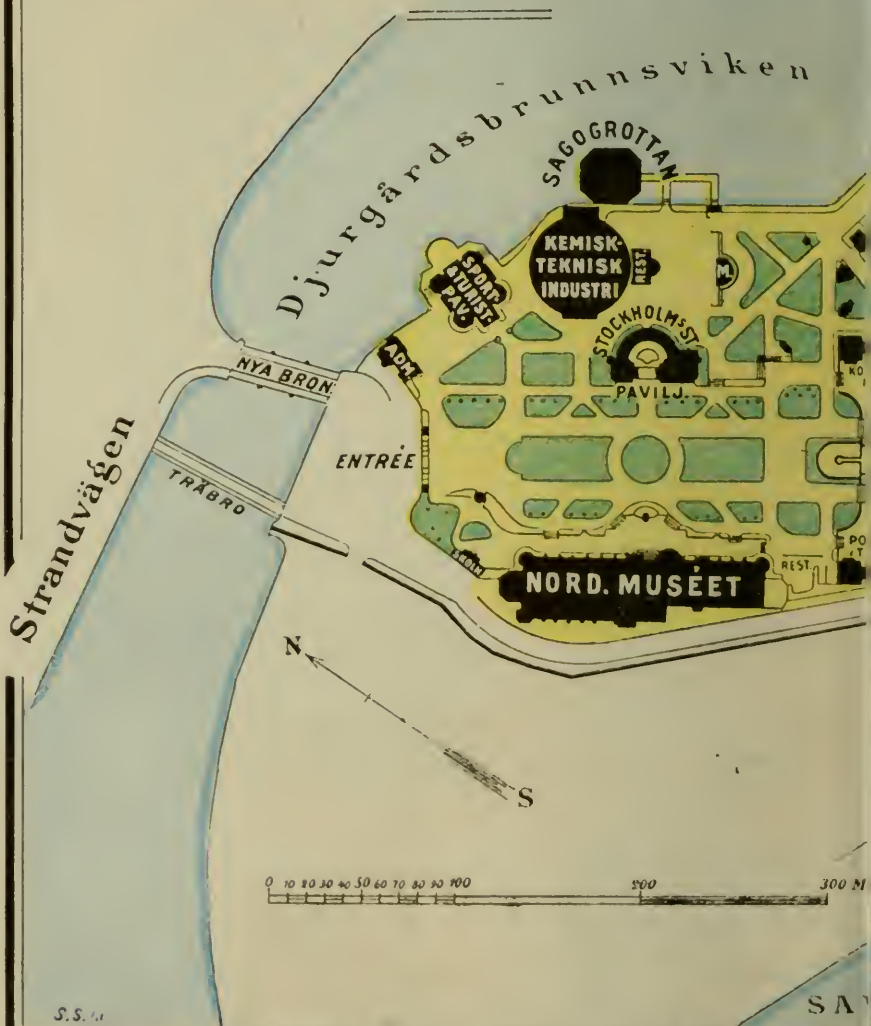 Djurgårdsbrunnsviken
SAGOGROTTAN
KEMISK-
TEKNISK
INDUSTRI
REST.
M.
SPORT-
& TURIST-
PAV.
STOCKHOLMS ST.
PAVILJ.
ADM.
NYA BRON.
ENTRÉE
TRÄBRO
Strandvägen
NORD. MUSÉET
REST.
N
S
0 10 20 30 40 50 60 70 80 90 100 200 300 M